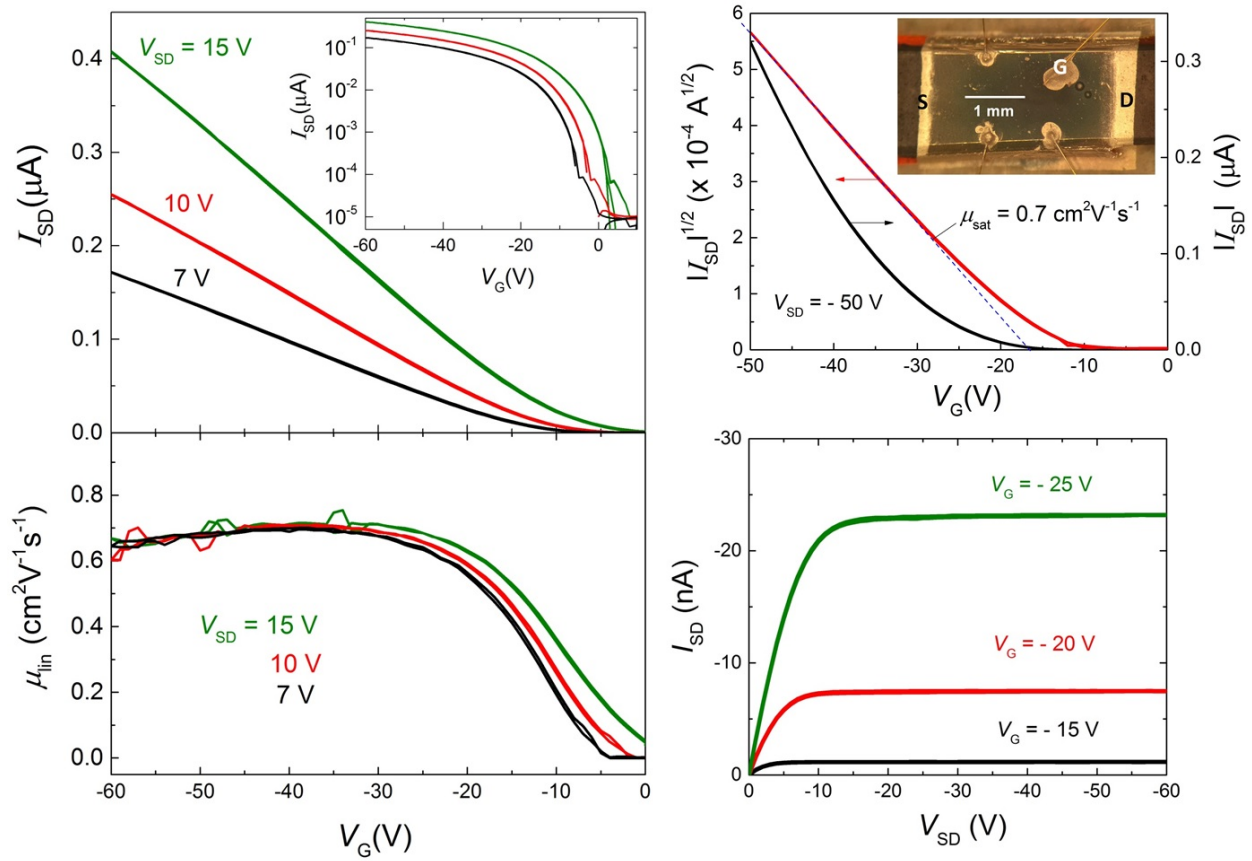 V_SD = 15 V
10 V
7 V
I_SD(μA)
0.4
0.3
0.2
0.1
0.0
I_SD(μA)
10⁻¹
10⁻²
10⁻³
10⁻⁴
10⁻⁵
-60 -40 -20 0
V_G(V)
μ_lin (cm²V⁻¹s⁻¹)
0.8
0.6
0.4
0.2
0.0
V_SD = 15 V
10 V
7 V
-60 -50 -40 -30 -20 -10 0
V_G(V)
|I_SD|^1/2 (x 10⁻⁴ A^1/2)
6
5
4
3
2
1
0
S
G
D
1 mm
μ_sat = 0.7 cm²V⁻¹s⁻¹
V_SD = - 50 V
0.3
0.2
0.1
0.0
|I_SD| (μA)
-50 -40 -30 -20 -10 0
V_G(V)
I_SD (nA)
-30
-20
-10
0
V_G = - 25 V
V_G = - 20 V
V_G = - 15 V
0 -10 -20 -30 -40 -50 -60
V_SD (V)